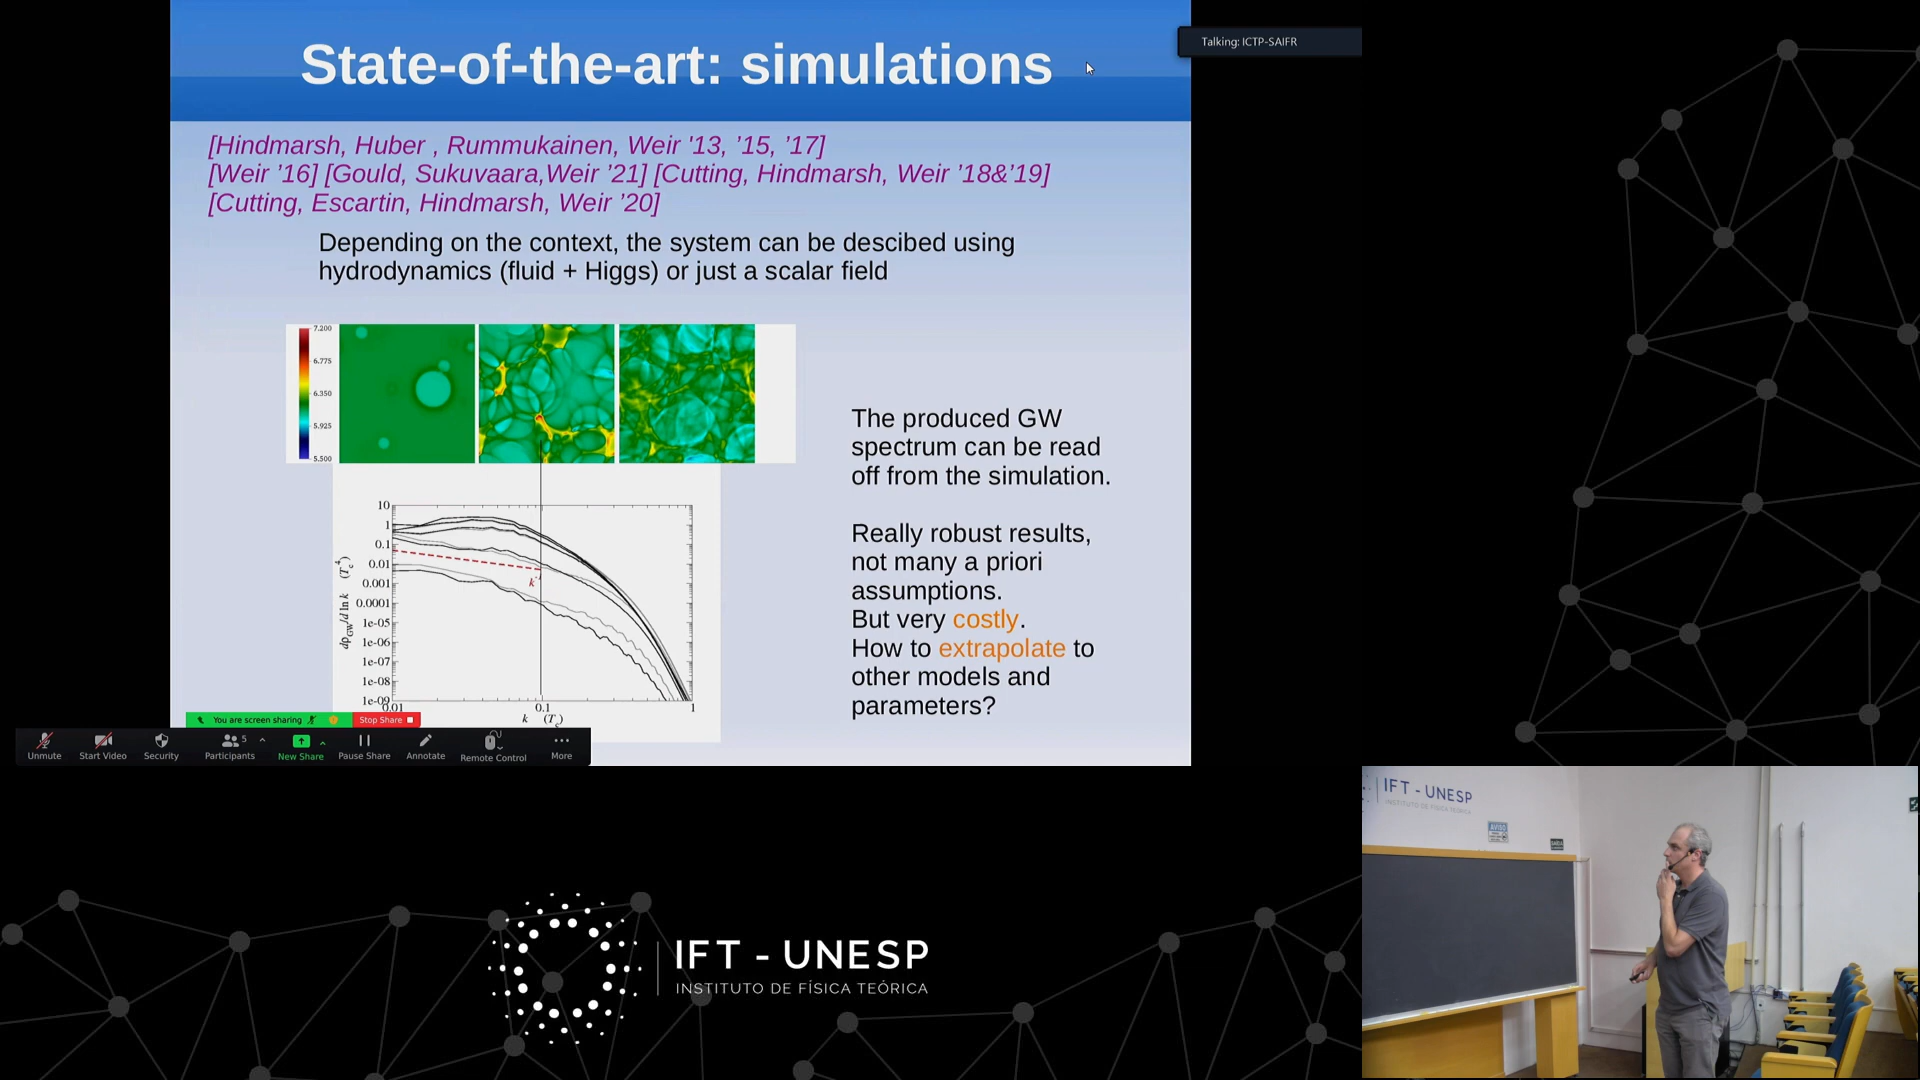 State-of-the-art: simulations
Talking: ICTP-SAIFR
[Hindmarsh, Huber , Rummukainen, Weir '13, ’15, ’17]
[Weir ’16] [Gould, Sukuvaara,Weir ’21] [Cutting, Hindmarsh, Weir ’18&’19]
[Cutting, Escartin, Hindmarsh, Weir ’20]
Depending on the context, the system can be descibed using
hydrodynamics (fluid + Higgs) or just a scalar field
7.200
6.775
6.350
5.925
5.500
The produced GW
spectrum can be read
off from the simulation.
Really robust results,
not many a priori
assumptions.
But very costly.
How to extrapolate to
other models and
parameters?
10
1
0.1
0.01
0.001
0.0001
1e-05
1e-06
1e-07
1e-08
1e-09
0.01
0.1
1
k (Tc)
You are screen sharing
Stop Share
Unmute
Start Video
Security
Participants
5
New Share
Pause Share
Annotate
Remote Control
More
IFT - UNESP
INSTITUTO DE FÍSICA TEÓRICA
IFT - UNESP
INSTITUTO DE FÍSICA TEÓRICA
AVISO